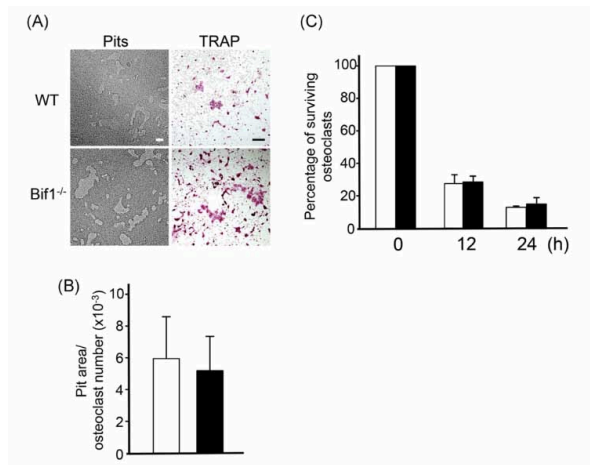 (A)
Pits TRAP
WT
Bif1-/-
(B)
Pit area/
osteoclast number (x10-3)
10
8
6
4
2
0
(C)
Percentage of surviving
osteoclasts
100
80
60
40
20
0
0 12 24 (h)